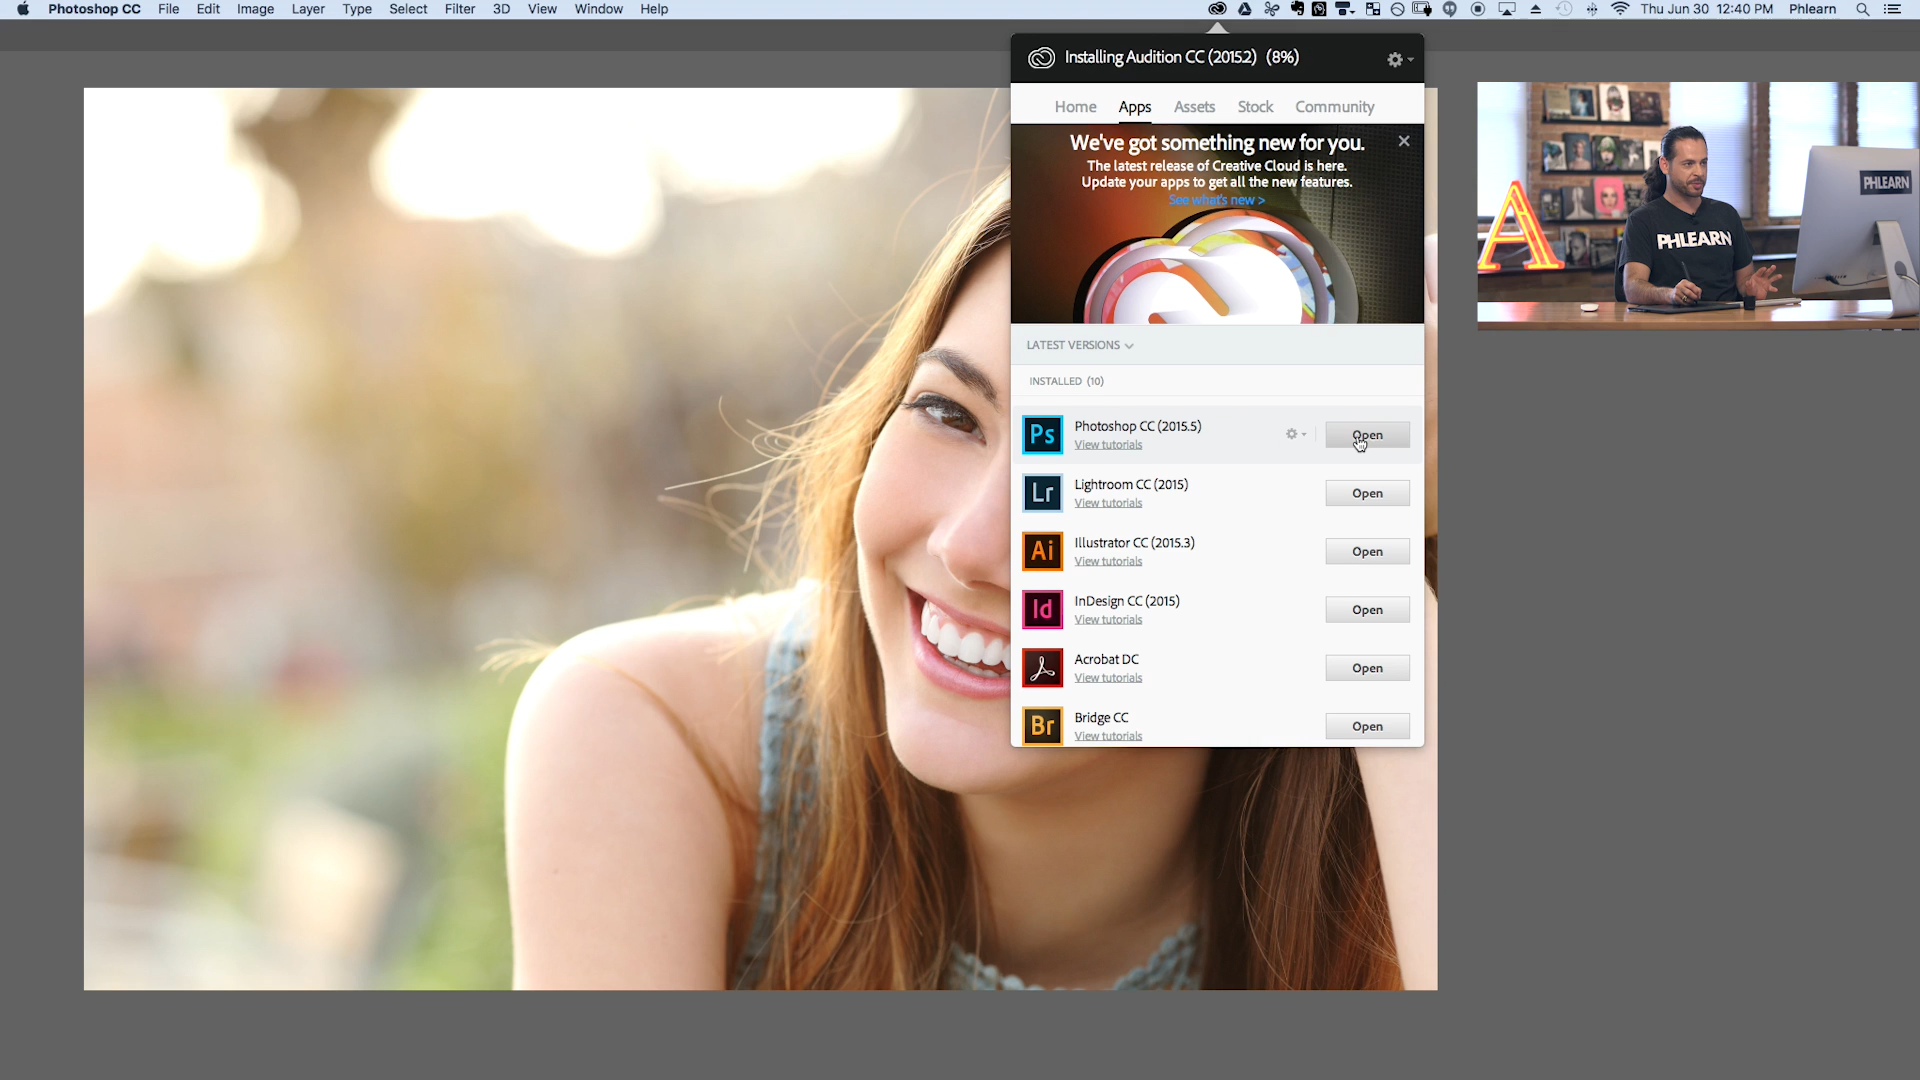 Photoshop CC File Edit Image Layer Type Select Filter 3D View Window Help Thu Jun 30 12:40 PM Phlearn
Installing Audition CC (2015.2) (8%)
Home Apps Assets Stock Community
We've got something new for you.
The latest release of Creative Cloud is here.
Update your apps to get all the new features.
See what's new >
LATEST VERSIONS
INSTALLED (10)
Ps Photoshop CC (2015.5) Open
View tutorials
Lr Lightroom CC (2015) Open
View tutorials
Ai Illustrator CC (2015.3) Open
View tutorials
Id InDesign CC (2015) Open
View tutorials
Acrobat DC Open
View tutorials
Br Bridge CC Open
View tutorials
A
PHLEARN
PHLEARN